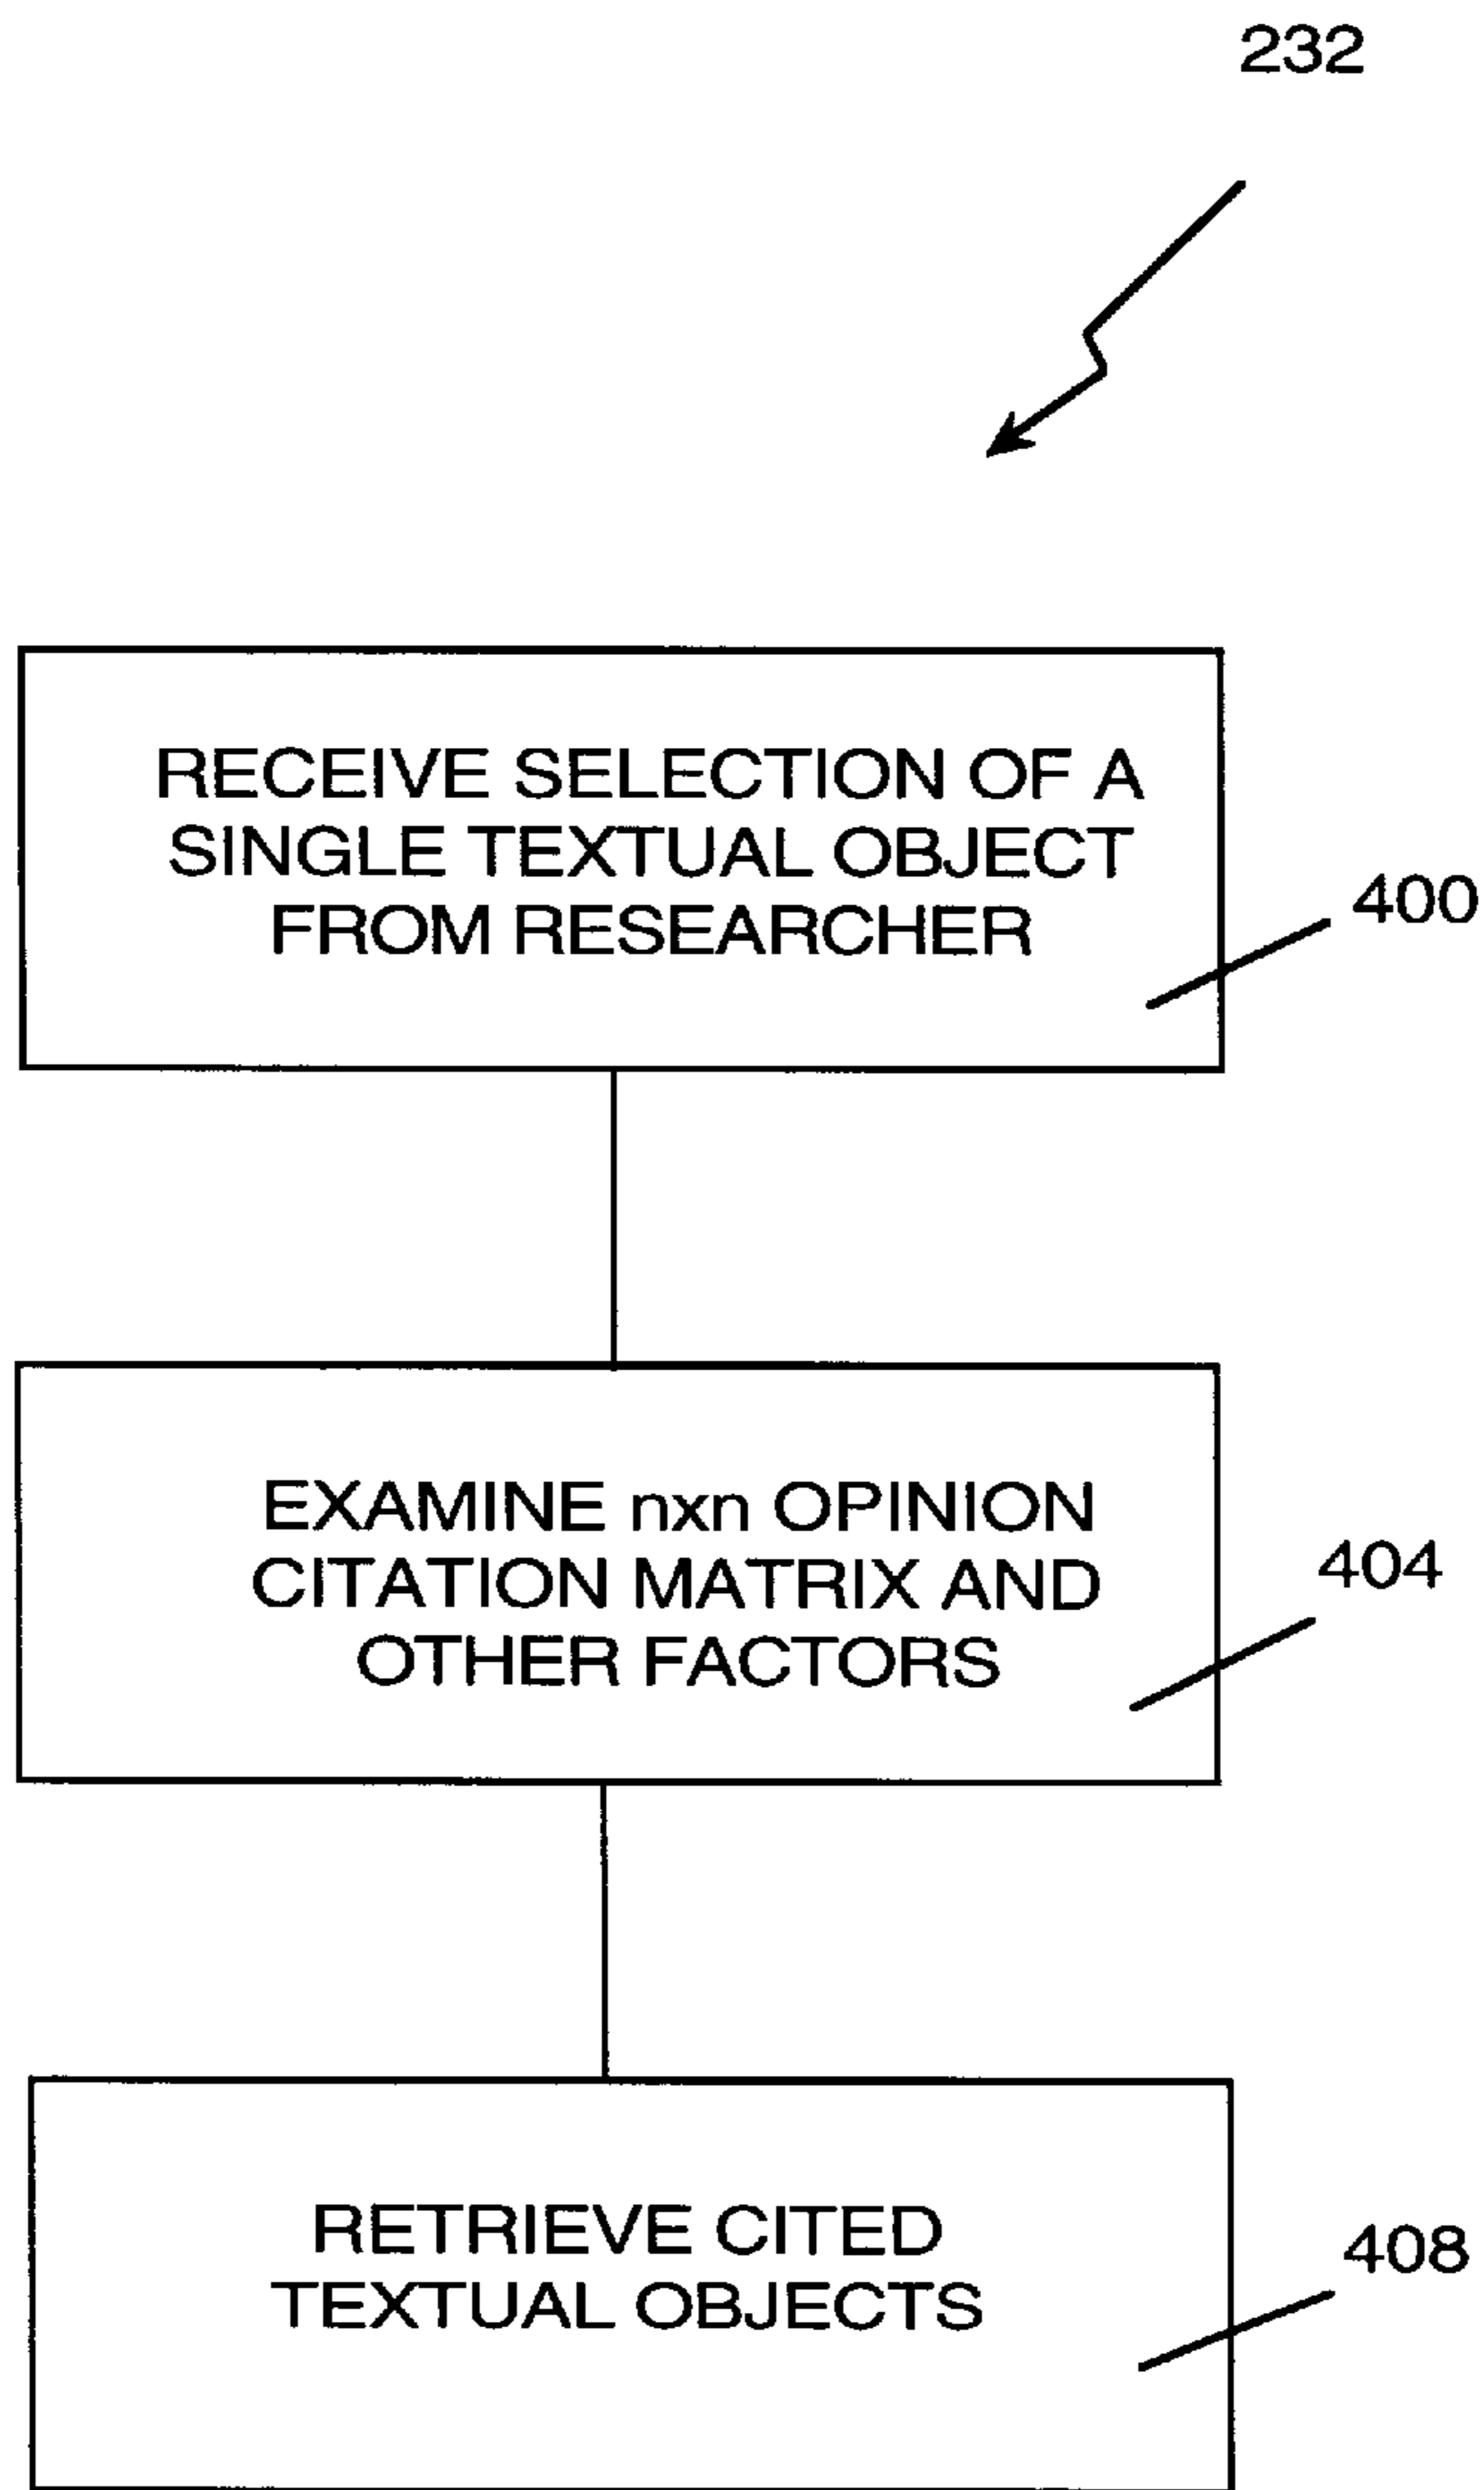 232
RECEIVE SELECTION OF A
SINGLE TEXTUAL OBJECT
FROM RESEARCHER
400
EXAMINE nxn OPINION
CITATION MATRIX AND
OTHER FACTORS
404
RETRIEVE CITED
TEXTUAL OBJECTS
408